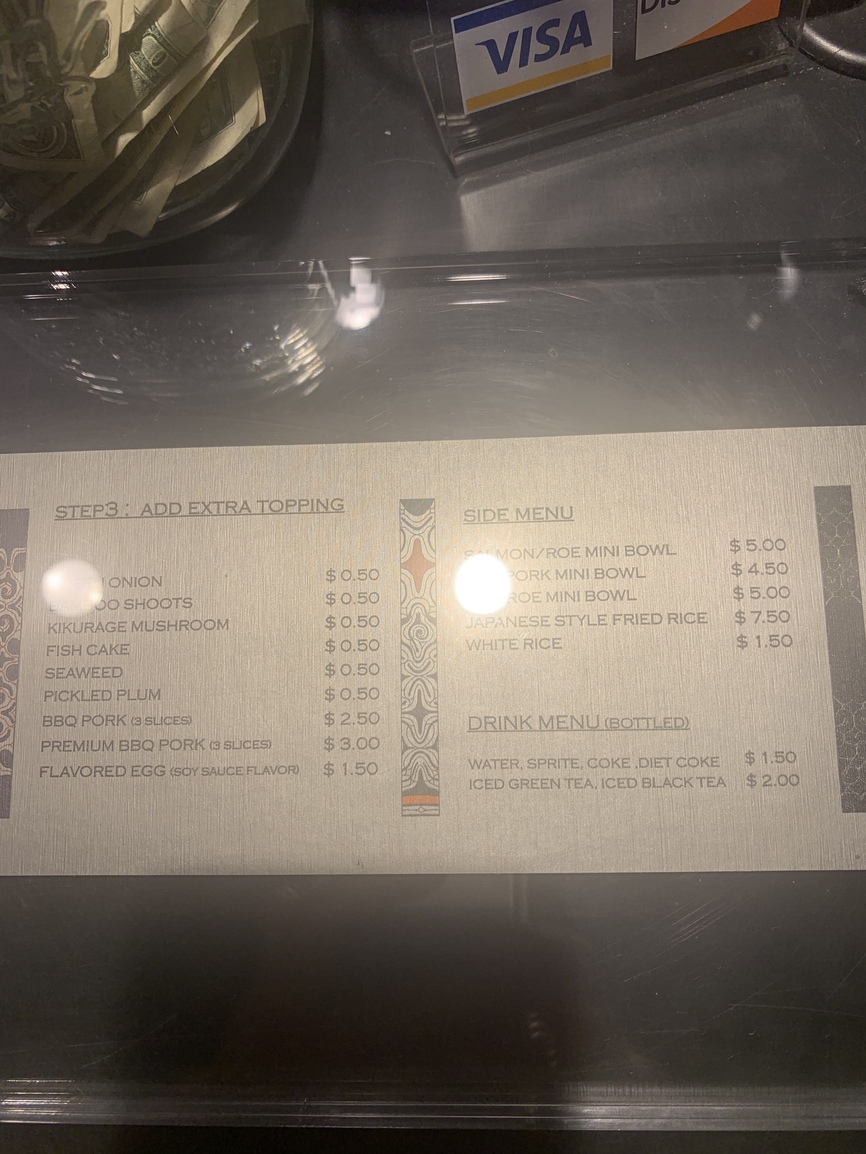 VISA
STEP3 : ADD EXTRA TOPPING
ONION $ 0.50
SHOOTS $ 0.50
KIKURAGE MUSHROOM $ 0.50
FISH CAKE $ 0.50
SEAWEED $ 0.50
PICKLED PLUM $ 0.50
BBQ PORK (3 SLICES) $ 2.50
PREMIUM BBQ PORK (3 SLICES) $ 3.00
FLAVORED EGG (SOY SAUCE FLAVOR) $ 1.50
SIDE MENU
SALMON/ROE MINI BOWL $ 5.00
PORK MINI BOWL $ 4.50
ROE MINI BOWL $ 5.00
JAPANESE STYLE FRIED RICE $ 7.50
WHITE RICE $ 1.50
DRINK MENU (BOTTLED)
WATER, SPRITE, COKE ,DIET COKE $ 1.50
ICED GREEN TEA, ICED BLACK TEA $ 2.00